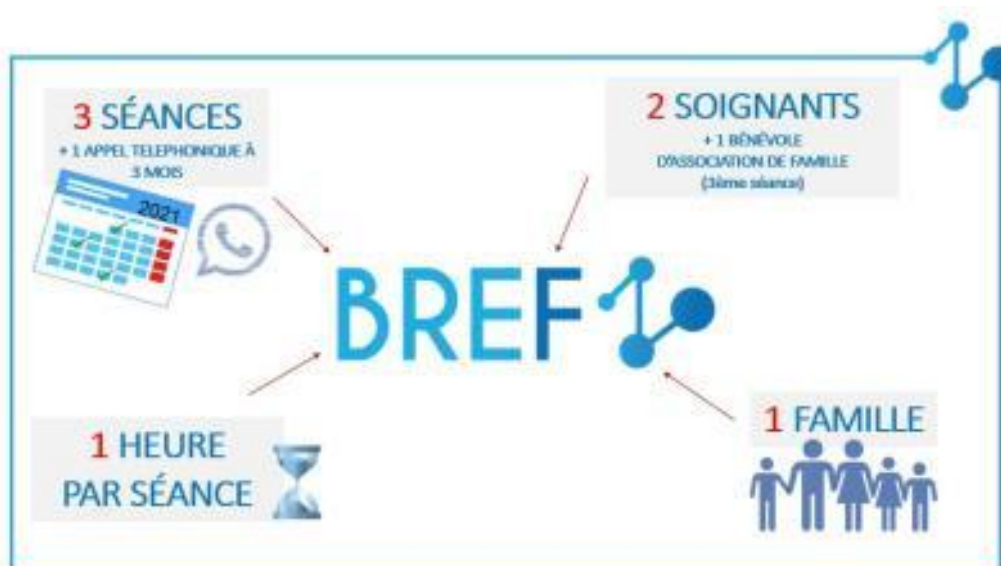 3 SÉANCES
+ 1 APPEL TELEPHONIQUE À
3 MOIS
2021
2 SOIGNANTS
+ 1 BÉNÉVOLE
D'ASSOCIATION DE FAMILLE
(3ème séance)
BREF
1 HEURE
PAR SÉANCE
1 FAMILLE